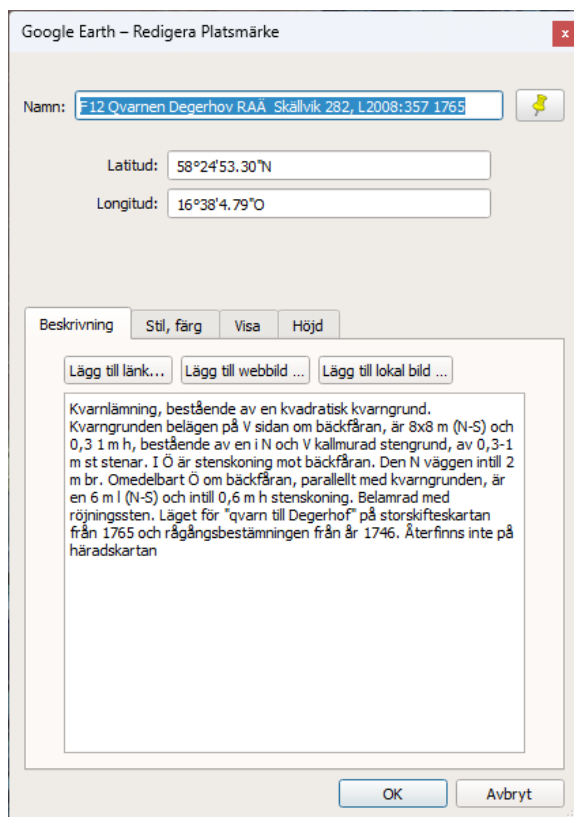 Google Earth – Redigera Platsmärke
x
Namn: F12 Qvarnen Degerhov RAÄ  Skällvik 282, L2008:357 1765
Latitud: 58°24'53.30"N
Longitud: 16°38'4.79"O
Beskrivning Stil, färg Visa Höjd
Lägg till länk... Lägg till webbild ... Lägg till lokal bild ...
Kvarnlämning, bestående av en kvadratisk kvarngrund.
Kvarngrunden belägen på V sidan om bäckfåran, är 8x8 m (N-S) och
0,3 1 m h, bestående av en i N och V kallmurad stengrund, av 0,3-1
m st stenar. I Ö är stenskoning mot bäckfåran. Den N väggen intill 2
m br. Omedelbart Ö om bäckfåran, parallellt med kvarngrunden, är
en 6 m l (N-S) och intill 0,6 m h stenskoning. Belamrad med
röjningssten. Läget för "qvarn till Degerhof" på storskifteskartan
från 1765 och rågångsbestämningen från år 1746. Återfinns inte på
häradskartan
OK Avbryt